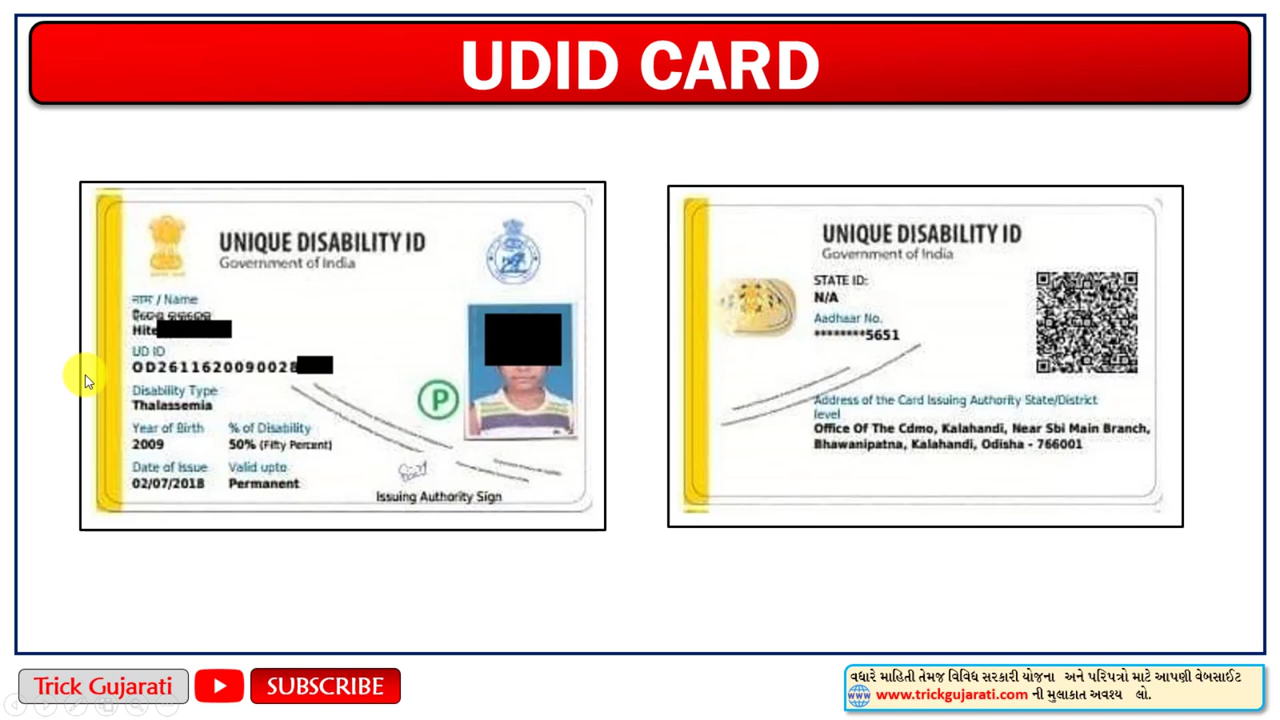 UDID CARD
UNIQUE DISABILITY ID
Government of India
नाम / Name
Hite
UD ID
OD2611620090028
Disability Type
Thalassemia
Year of Birth % of Disability
2009 50% (Fifty Percent)
Date of Issue Valid upto
02/07/2018 Permanent
P
Issuing Authority Sign
UNIQUE DISABILITY ID
Government of India
STATE ID:
N/A
Aadhaar No.
********5651
Address of the Card Issuing Authority State/District
level
Office Of The Cdmo, Kalahandi, Near Sbi Main Branch,
Bhawanipatna, Kalahandi, Odisha - 766001
Trick Gujarati
SUBSCRIBE
વધારે માહિતી તેમજ વિવિધ સરકારી યોજના અને પરિપત્રો માટે આપણી વેબસાઈટ
www.trickgujarati.com ની મુલાકાત અવશ્ય લો.